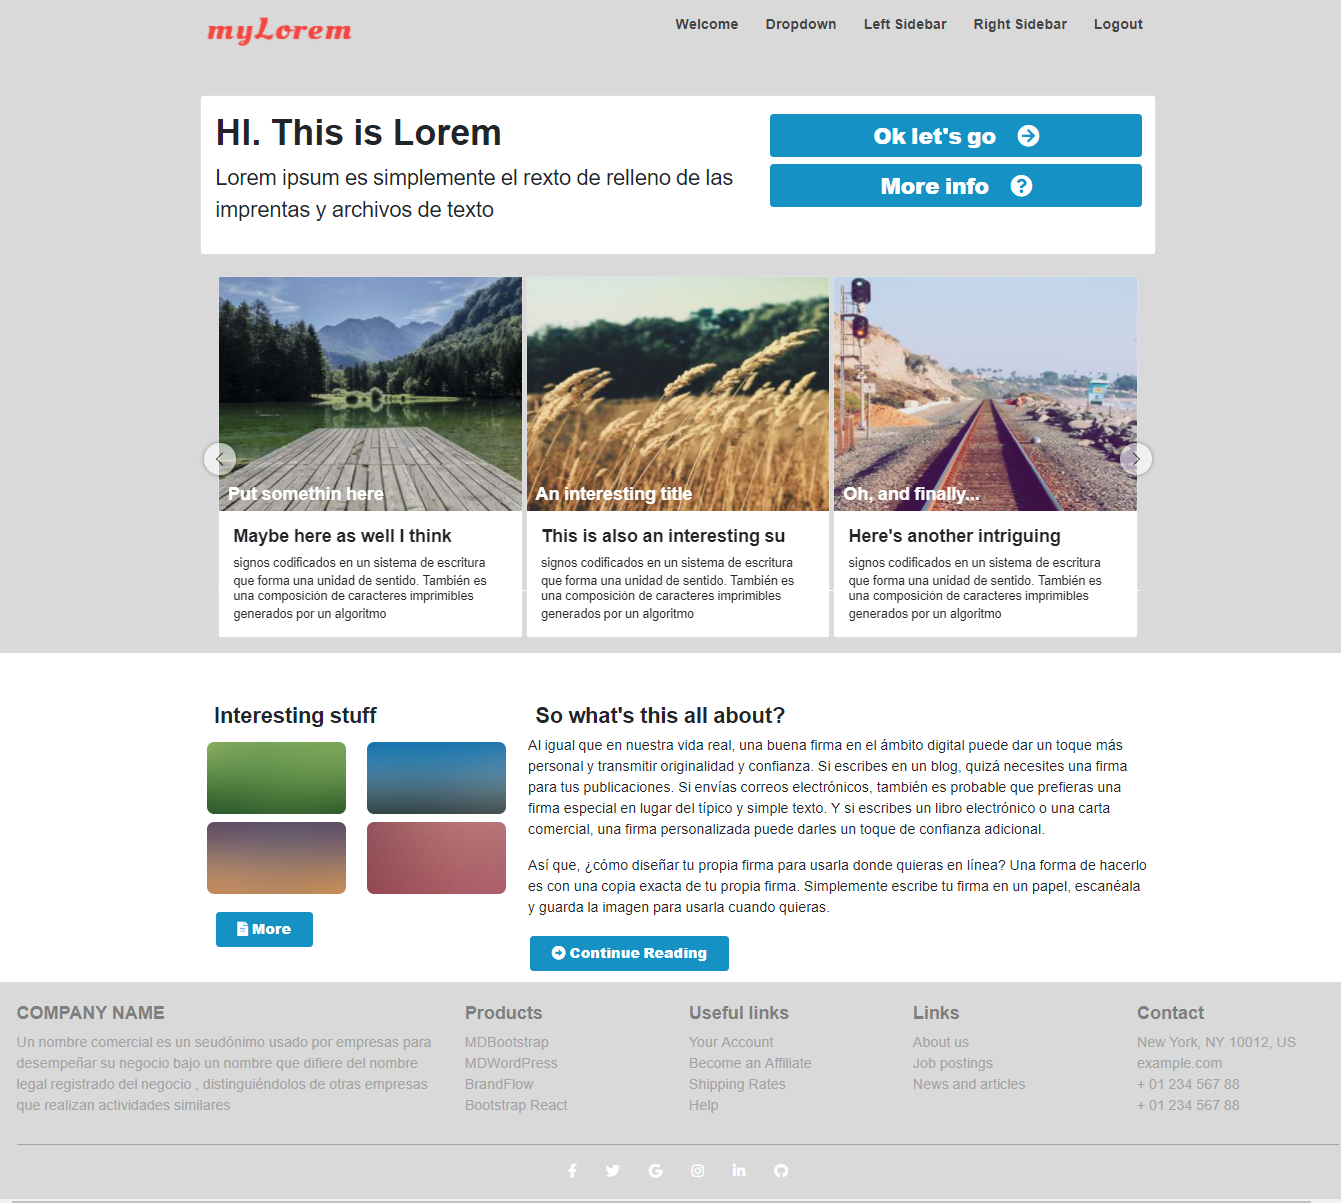 myLorem
Welcome Dropdown Left Sidebar Right Sidebar Logout
HI. This is Lorem
Lorem ipsum es simplemente el rexto de relleno de las
imprentas y archivos de texto
Ok let's go
More info
Put somethin here
Maybe here as well I think
signos codificados en un sistema de escritura
que forma una unidad de sentido. También es
una composición de caracteres imprimibles
generados por un algoritmo
An interesting title
This is also an interesting su
signos codificados en un sistema de escritura
que forma una unidad de sentido. También es
una composición de caracteres imprimibles
generados por un algoritmo
Oh, and finally...
Here's another intriguing
signos codificados en un sistema de escritura
que forma una unidad de sentido. También es
una composición de caracteres imprimibles
generados por un algoritmo
Interesting stuff
More
So what's this all about?
Al igual que en nuestra vida real, una buena firma en el ámbito digital puede dar un toque más
personal y transmitir originalidad y confianza. Si escribes en un blog, quizá necesites una firma
para tus publicaciones. Si envías correos electrónicos, también es probable que prefieras una
firma especial en lugar del típico y simple texto. Y si escribes un libro electrónico o una carta
comercial, una firma personalizada puede darles un toque de confianza adicional.
Así que, ¿cómo diseñar tu propia firma para usarla donde quieras en línea? Una forma de hacerlo
es con una copia exacta de tu propia firma. Simplemente escribe tu firma en un papel, escanéala
y guarda la imagen para usarla cuando quieras.
Continue Reading
COMPANY NAME
Un nombre comercial es un seudónimo usado por empresas para
desempeñar su negocio bajo un nombre que difiere del nombre
legal registrado del negocio , distinguiéndolos de otras empresas
que realizan actividades similares
Products
MDBootstrap
MDWordPress
BrandFlow
Bootstrap React
Useful links
Your Account
Become an Affiliate
Shipping Rates
Help
Links
About us
Job postings
News and articles
Contact
New York, NY 10012, US
example.com
+ 01 234 567 88
+ 01 234 567 88